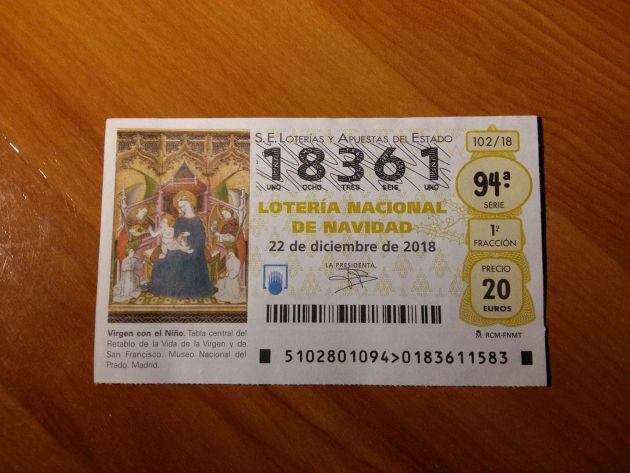 S.E. LOTERÍAS Y APUESTAS DEL ESTADO
18361
UNO OCHO TRES SEIS UNO
LOTERÍA NACIONAL
DE NAVIDAD
22 de diciembre de 2018
LA PRESIDENTA,
102/18
94ª
SERIE
1ª
FRACCIÓN
PRECIO
20
EUROS
RCM-FNMT
5102801094>0183611583
Virgen con el Niño. Tabla central del
Retablo de la Vida de la Virgen y de
San Francisco. Museo Nacional del
Prado. Madrid.